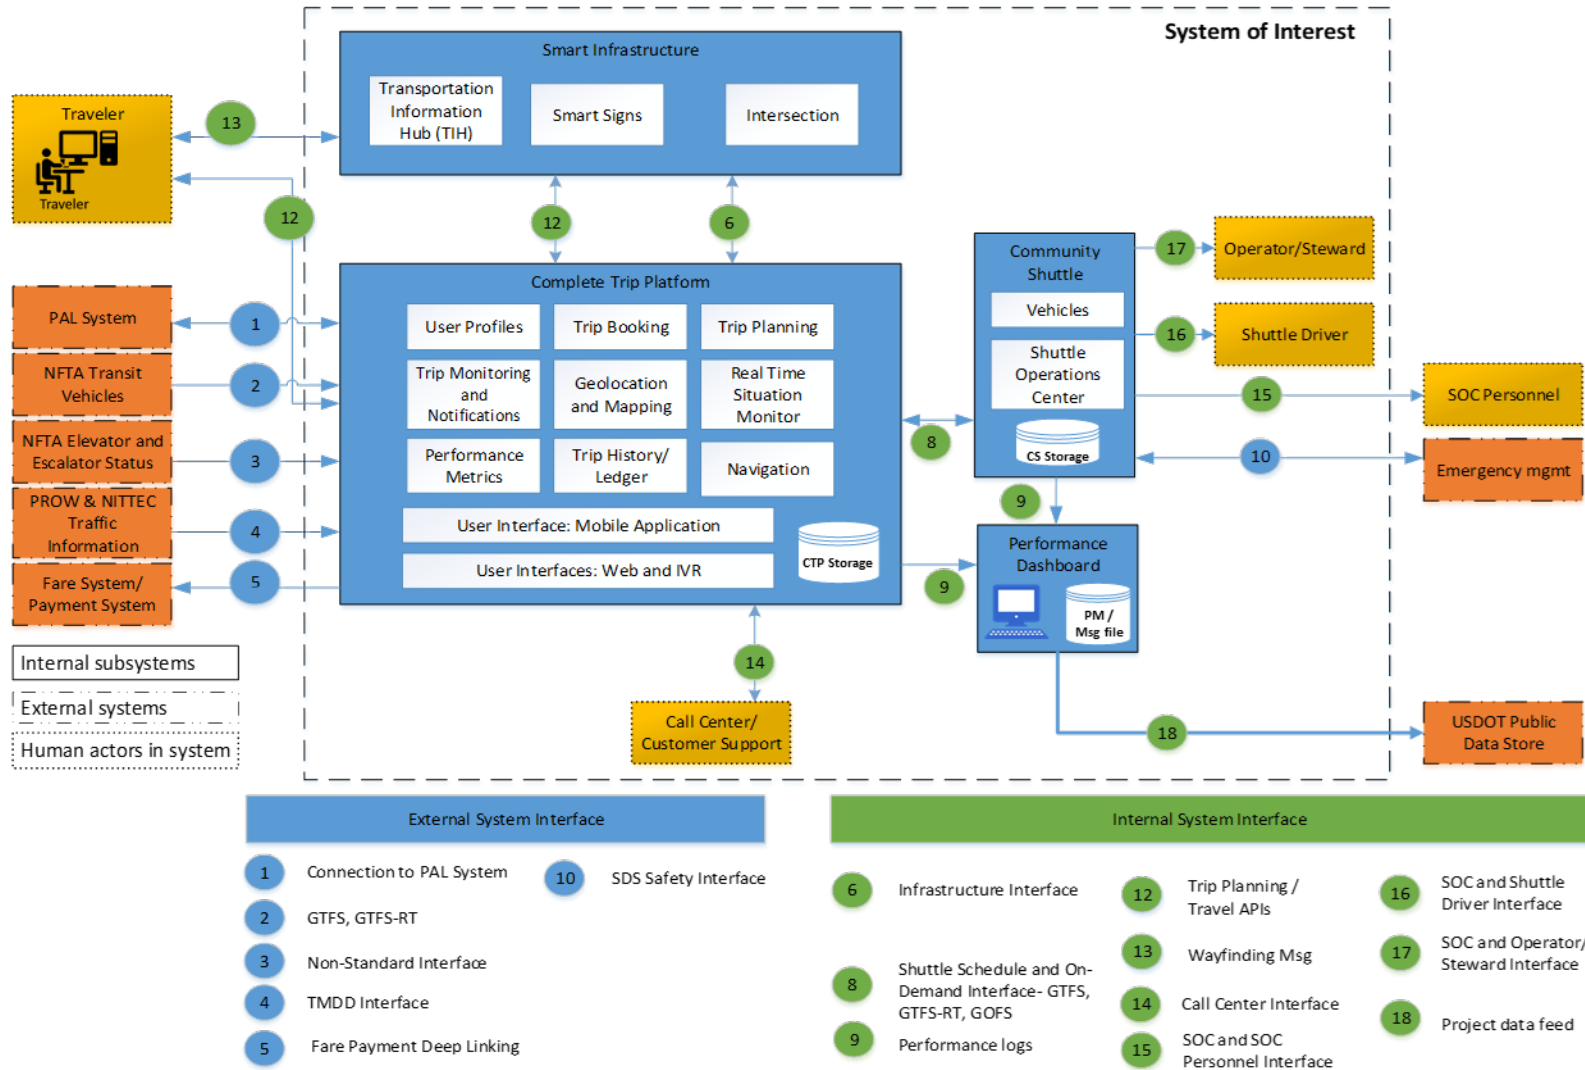 System of Interest
Smart Infrastructure
Transportation
Information
Hub (TIH)
Smart Signs
Intersection
Traveler
Traveler
13
12
12
6
Complete Trip Platform
User Profiles
Trip Booking
Trip Planning
Trip Monitoring
and
Notifications
Geolocation
and Mapping
Real Time
Situation
Monitor
Performance
Metrics
Trip History/
Ledger
Navigation
User Interface: Mobile Application
User Interfaces: Web and IVR
CTP Storage
PAL System
1
NFTA Transit
Vehicles
2
NFTA Elevator and
Escalator Status
3
PROW & NITTEC
Traffic
Information
4
Fare System/
Payment System
5
Community
Shuttle
Vehicles
Shuttle
Operations
Center
CS Storage
17
Operator/Steward
16
Shuttle Driver
15
SOC Personnel
8
10
Emergency mgmt
9
Performance
Dashboard
PM /
Msg file
9
14
Call Center/
Customer Support
18
USDOT Public
Data Store
Internal subsystems
External systems
Human actors in system
External System Interface
1 Connection to PAL System
2 GTFS, GTFS-RT
3 Non-Standard Interface
4 TMDD Interface
5 Fare Payment Deep Linking
10 SDS Safety Interface
Internal System Interface
6 Infrastructure Interface
8 Shuttle Schedule and On-
Demand Interface- GTFS,
GTFS-RT, GOFS
9 Performance logs
12 Trip Planning /
Travel APIs
13 Wayfinding Msg
14 Call Center Interface
15 SOC and SOC
Personnel Interface
16 SOC and Shuttle
Driver Interface
17 SOC and Operator/
Steward Interface
18 Project data feed